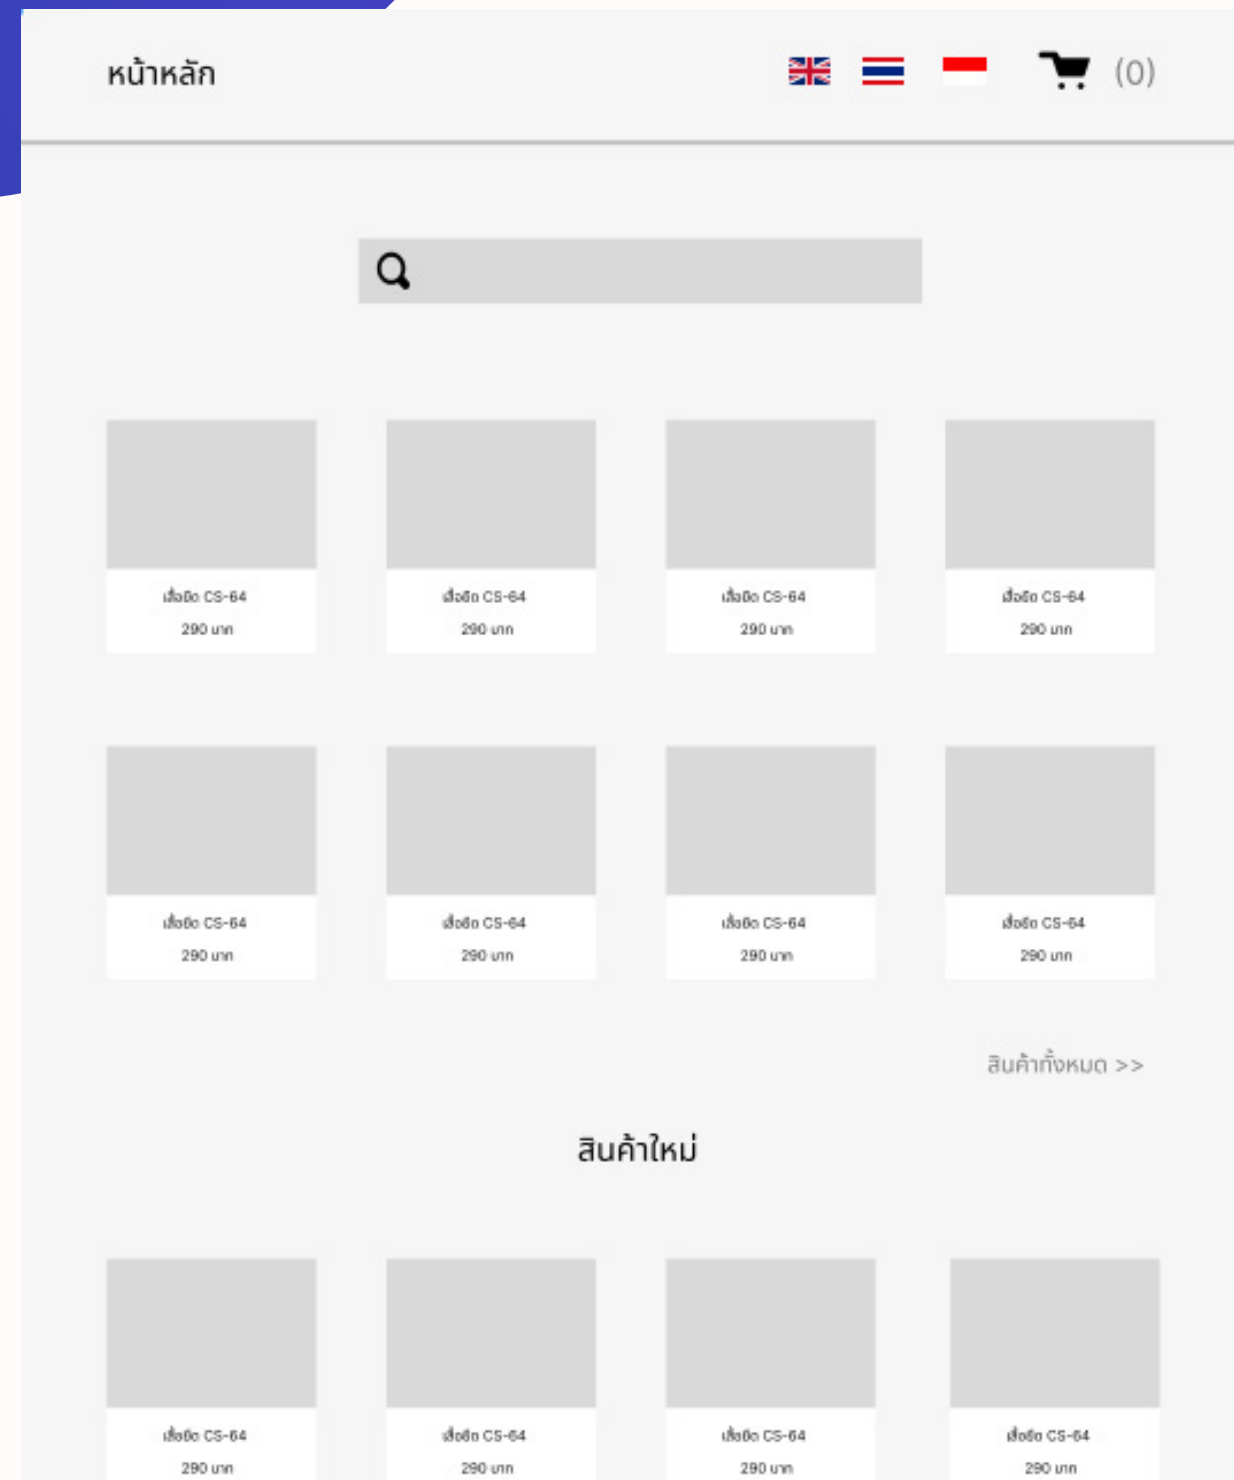 หน้าหลัก (0)
เสื้อยืด CS-64 เสื้อยืด CS-64 เสื้อยืด CS-64 เสื้อยืด CS-64
290 บาท 290 บาท 290 บาท 290 บาท
เสื้อยืด CS-64 เสื้อยืด CS-64 เสื้อยืด CS-64 เสื้อยืด CS-64
290 บาท 290 บาท 290 บาท 290 บาท
สินค้าทั้งหมด >>
สินค้าใหม่
เสื้อยืด CS-64 เสื้อยืด CS-64 เสื้อยืด CS-64 เสื้อยืด CS-64
290 บาท 290 บาท 290 บาท 290 บาท